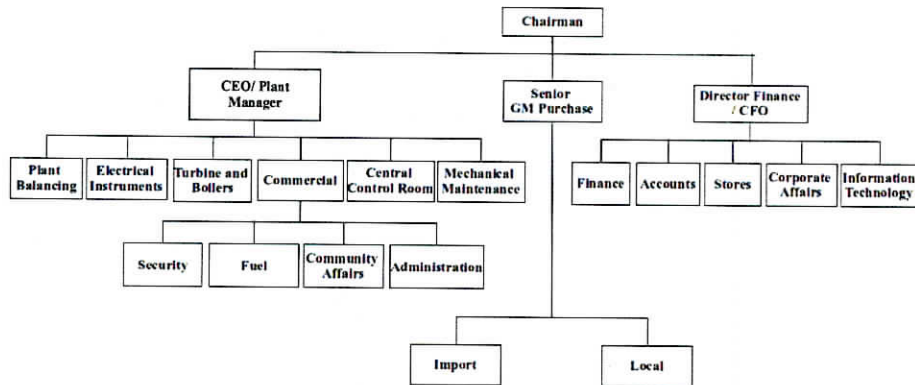 Chairman
CEO/ Plant
Manager
Senior
GM Purchase
Director Finance
/ CFO
Plant
Balancing
Electrical
Instruments
Turbine and
Boilers
Commercial
Central
Control Room
Mechanical
Maintenance
Finance
Accounts
Stores
Corporate
Affairs
Information
Technology
Security
Fuel
Community
Affairs
Administration
Import
Local